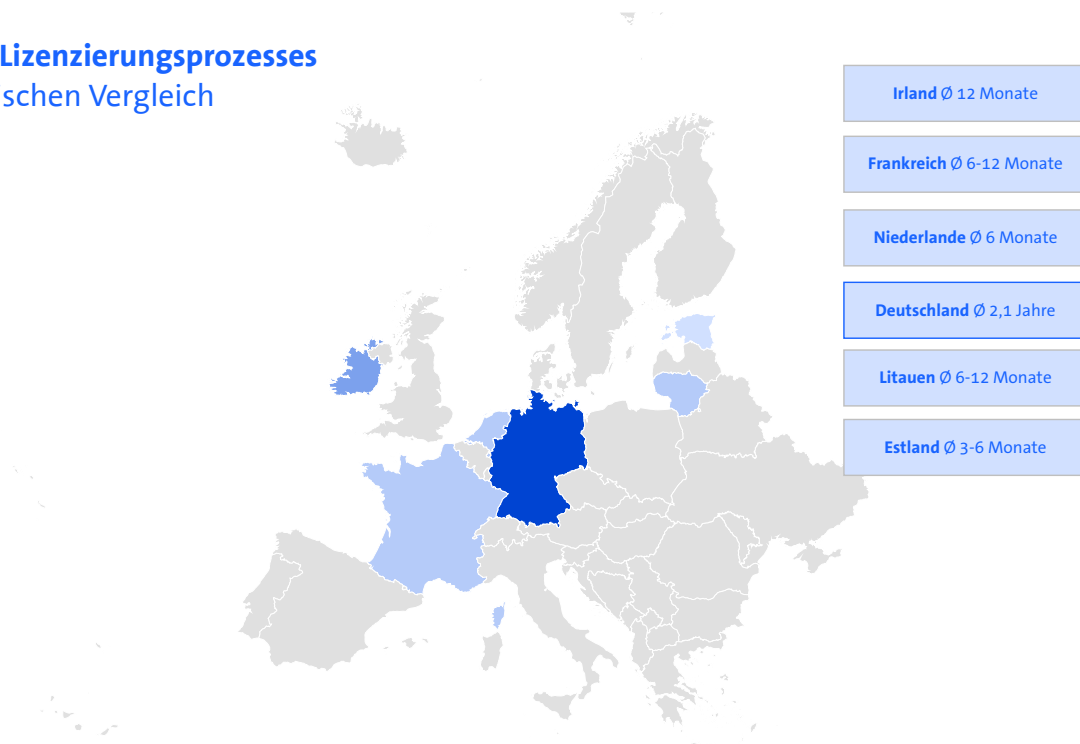 Lizenzierungsprozesses
schen Vergleich
Irland Ø 12 Monate
Frankreich Ø 6-12 Monate
Niederlande Ø 6 Monate
Deutschland Ø 2,1 Jahre
Litauen Ø 6-12 Monate
Estland Ø 3-6 Monate